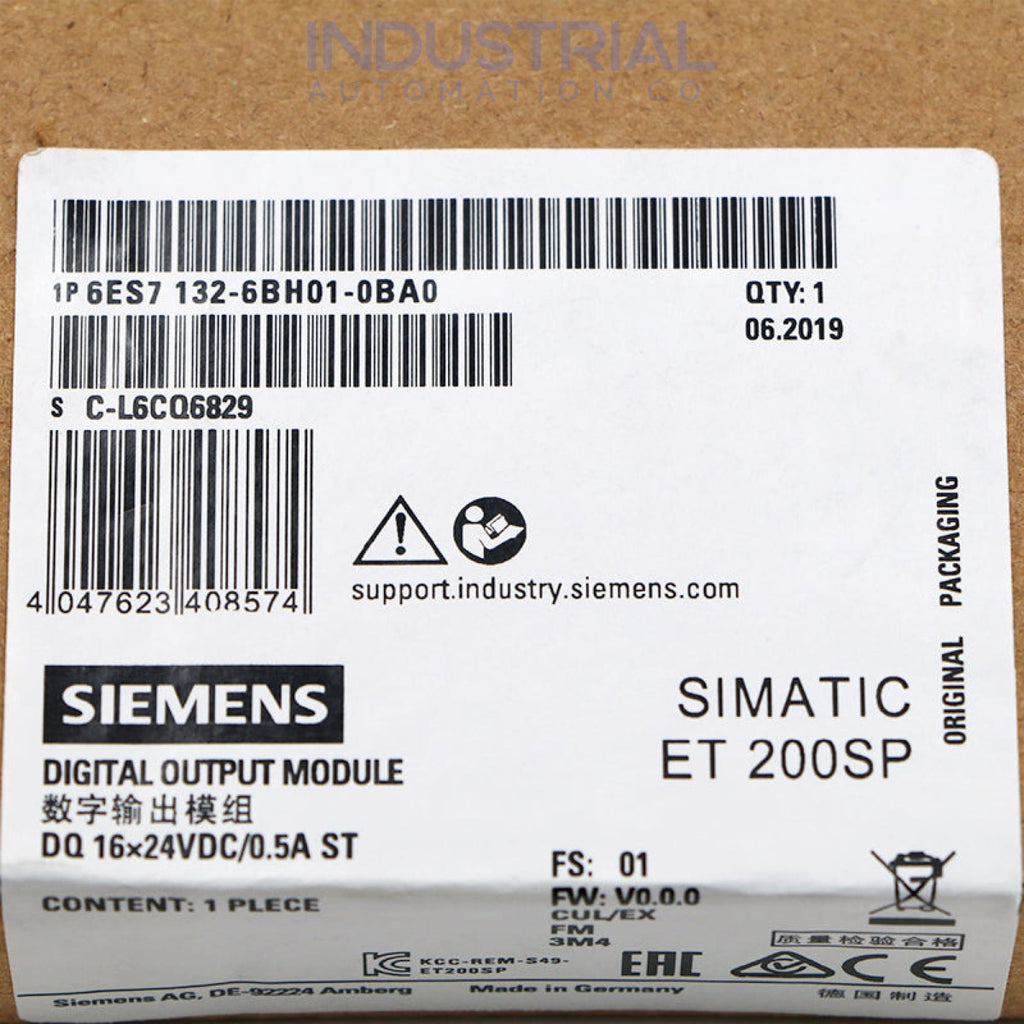 INDUSTRIAL
AUTOMATION CO
1P 6ES7 132-6BH01-0BA0
QTY: 1
06.2019
S C-L6CQ6829
4 047623 408574
support.industry.siemens.com
ORIGINAL PACKAGING
SIEMENS
SIMATIC
ET 200SP
DIGITAL OUTPUT MODULE
数字输出模组
DQ 16×24VDC/0.5A ST
FS: 01
FW: V0.0.0
CONTENT: 1 PLECE
CUL/EX
FM
3M4
质量检验合格
KCC-REM-S49-
ET200SP
EAC
CE
Siemens AG, DE-92224 Amberg
Made in Germany
德国制造